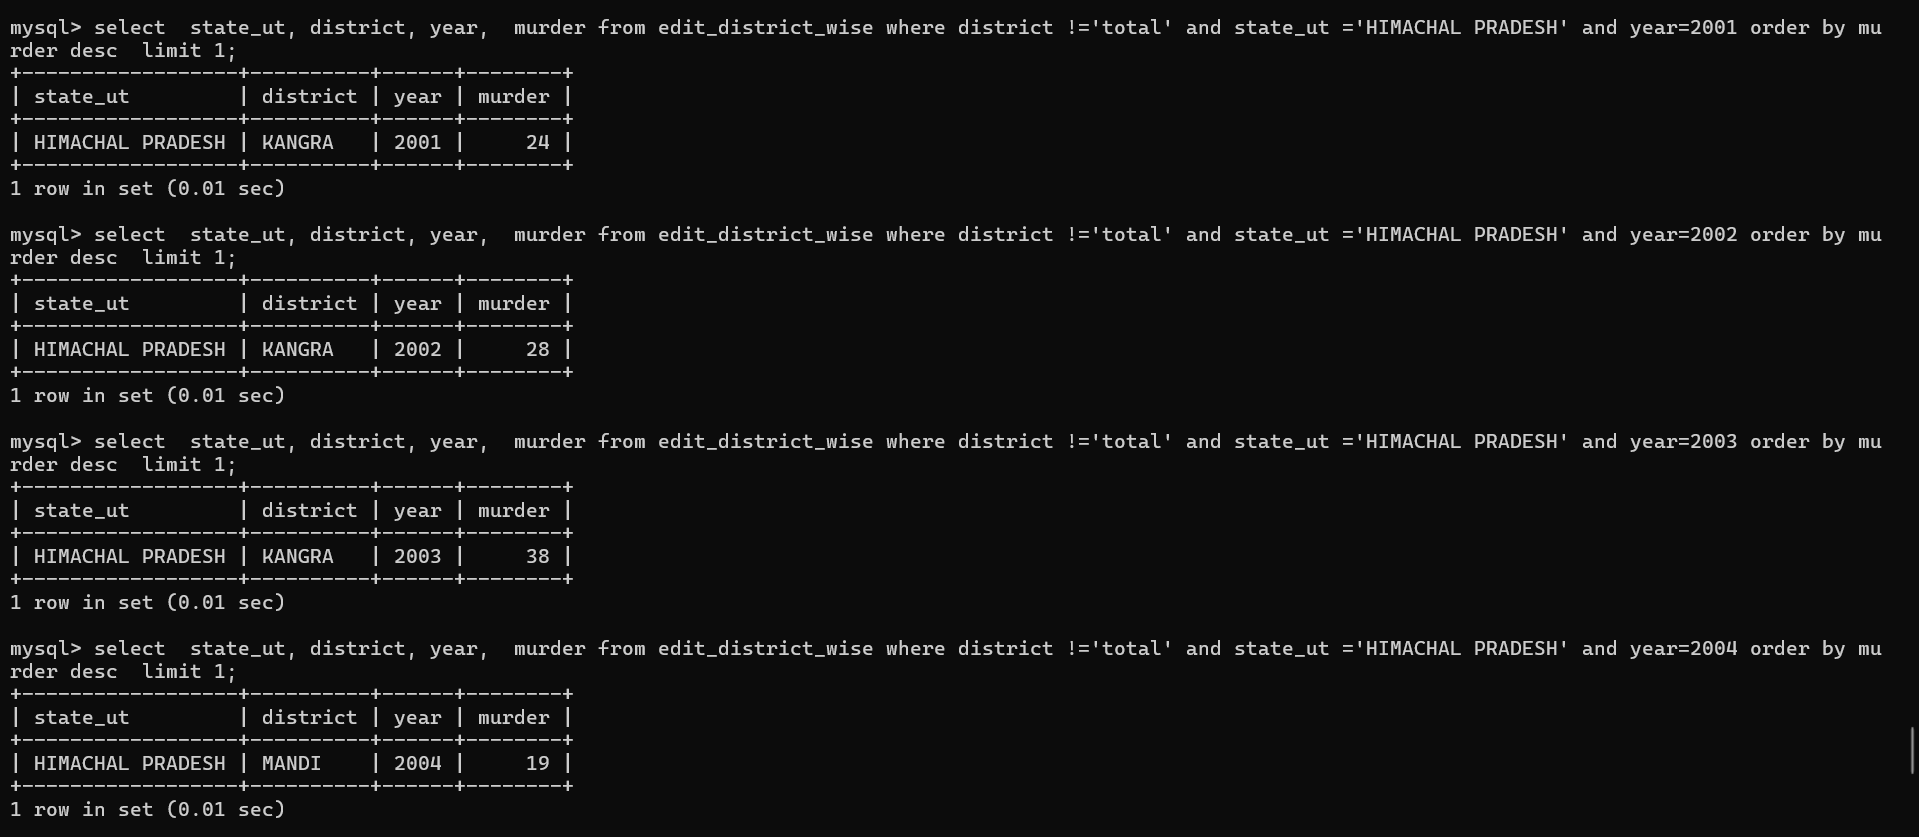 mysql> select  state_ut, district, year,  murder from edit_district_wise where district !='total' and state_ut ='HIMACHAL PRADESH' and year=2001 order by mu
rder desc  limit 1;
+------------------+----------+------+--------+
| state_ut         | district | year | murder |
+------------------+----------+------+--------+
| HIMACHAL PRADESH | KANGRA   | 2001 |     24 |
+------------------+----------+------+--------+
1 row in set (0.01 sec)

mysql> select  state_ut, district, year,  murder from edit_district_wise where district !='total' and state_ut ='HIMACHAL PRADESH' and year=2002 order by mu
rder desc  limit 1;
+------------------+----------+------+--------+
| state_ut         | district | year | murder |
+------------------+----------+------+--------+
| HIMACHAL PRADESH | KANGRA   | 2002 |     28 |
+------------------+----------+------+--------+
1 row in set (0.01 sec)

mysql> select  state_ut, district, year,  murder from edit_district_wise where district !='total' and state_ut ='HIMACHAL PRADESH' and year=2003 order by mu
rder desc  limit 1;
+------------------+----------+------+--------+
| state_ut         | district | year | murder |
+------------------+----------+------+--------+
| HIMACHAL PRADESH | KANGRA   | 2003 |     38 |
+------------------+----------+------+--------+
1 row in set (0.01 sec)

mysql> select  state_ut, district, year,  murder from edit_district_wise where district !='total' and state_ut ='HIMACHAL PRADESH' and year=2004 order by mu
rder desc  limit 1;
+------------------+----------+------+--------+
| state_ut         | district | year | murder |
+------------------+----------+------+--------+
| HIMACHAL PRADESH | MANDI    | 2004 |     19 |
+------------------+----------+------+--------+
1 row in set (0.01 sec)